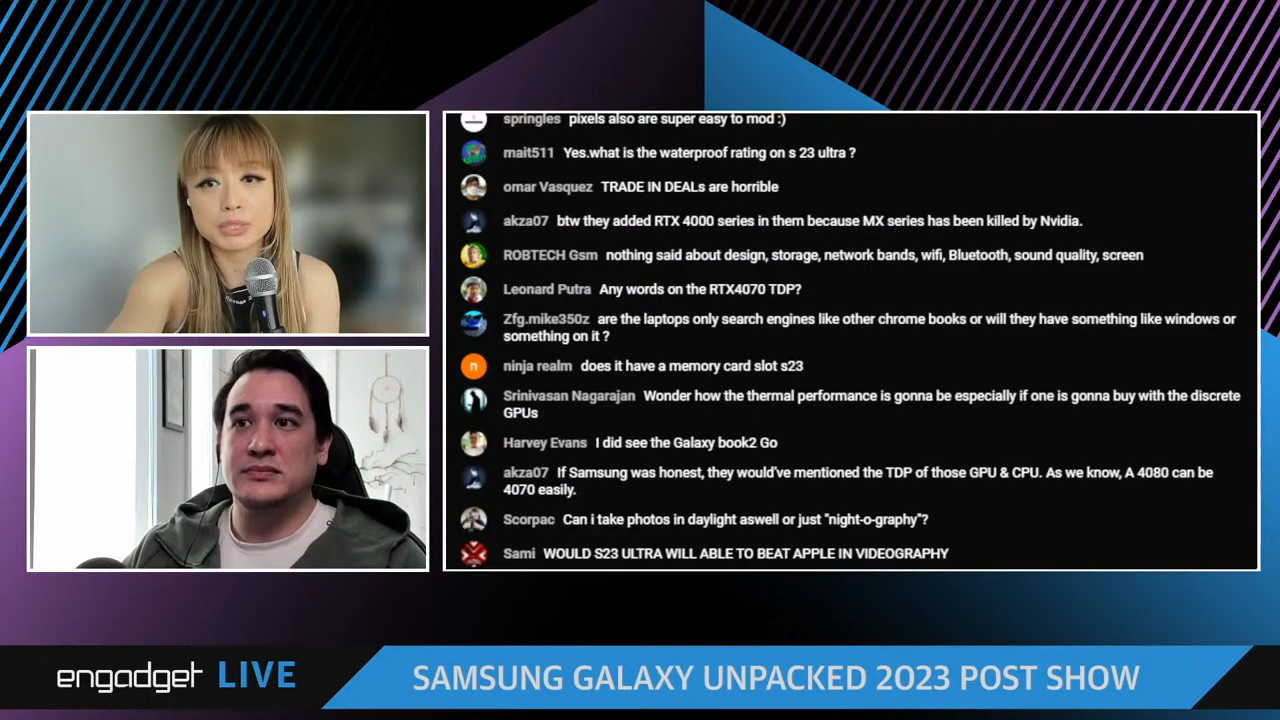 springles pixels also are super easy to mod :)
mait511 Yes.what is the waterproof rating on s 23 ultra ?
omar Vasquez TRADE IN DEALs are horrible
akza07 btw they added RTX 4000 series in them because MX series has been killed by Nvidia.
ROBTECH Gsm nothing said about design, storage, network bands, wifi, Bluetooth, sound quality, screen
Leonard Putra Any words on the RTX4070 TDP?
Zfg.mike350z are the laptops only search engines like other chrome books or will they have something like windows or
something on it ?
n ninja realm does it have a memory card slot s23
Srinivasan Nagarajan Wonder how the thermal performance is gonna be especially if one is gonna buy with the discrete
GPUs
Harvey Evans I did see the Galaxy book2 Go
akza07 If Samsung was honest, they would've mentioned the TDP of those GPU & CPU. As we know, A 4080 can be
4070 easily.
Scorpac Can i take photos in daylight aswell or just "night-o-graphy"?
Sami WOULD S23 ULTRA WILL ABLE TO BEAT APPLE IN VIDEOGRAPHY
engadget LIVE
SAMSUNG GALAXY UNPACKED 2023 POST SHOW